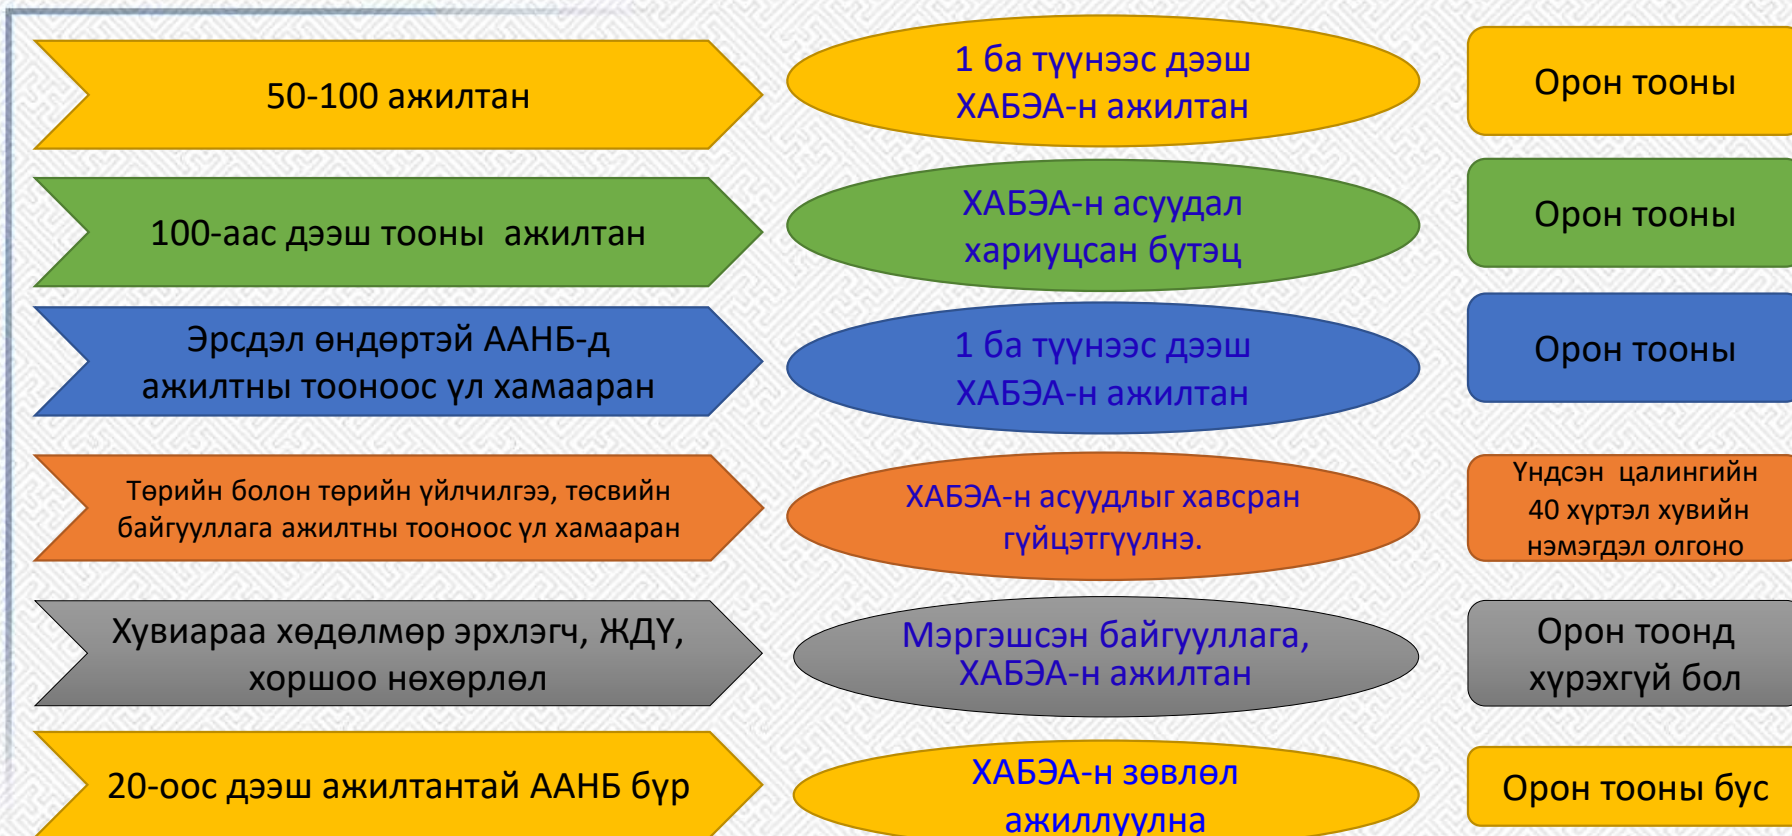 50-100 ажилтан
1 ба түүнээс дээш
ХАБЭА-н ажилтан
Орон тооны
100-аас дээш тооны ажилтан
ХАБЭА-н асуудал
хариуцсан бүтэц
Орон тооны
Эрсдэл өндөртэй ААНБ-д
ажилтны тооноос үл хамааран
1 ба түүнээс дээш
ХАБЭА-н ажилтан
Орон тооны
Төрийн болон төрийн үйлчилгээ, төсвийн
байгууллага ажилтны тооноос үл хамааран
ХАБЭА-н асуудлыг хавсран
гүйцэтгүүлнэ.
Үндсэн цалингийн
40 хүртэл хувийн
нэмэгдэл олгоно
Хувиараа хөдөлмөр эрхлэгч, ЖДҮ,
хоршоо нөхөрлөл
Мэргэшсэн байгууллага,
ХАБЭА-н ажилтан
Орон тоонд
хүрэхгүй бол
20-оос дээш ажилтантай ААНБ бүр
ХАБЭА-н зөвлөл
ажиллуулна
Орон тооны бус